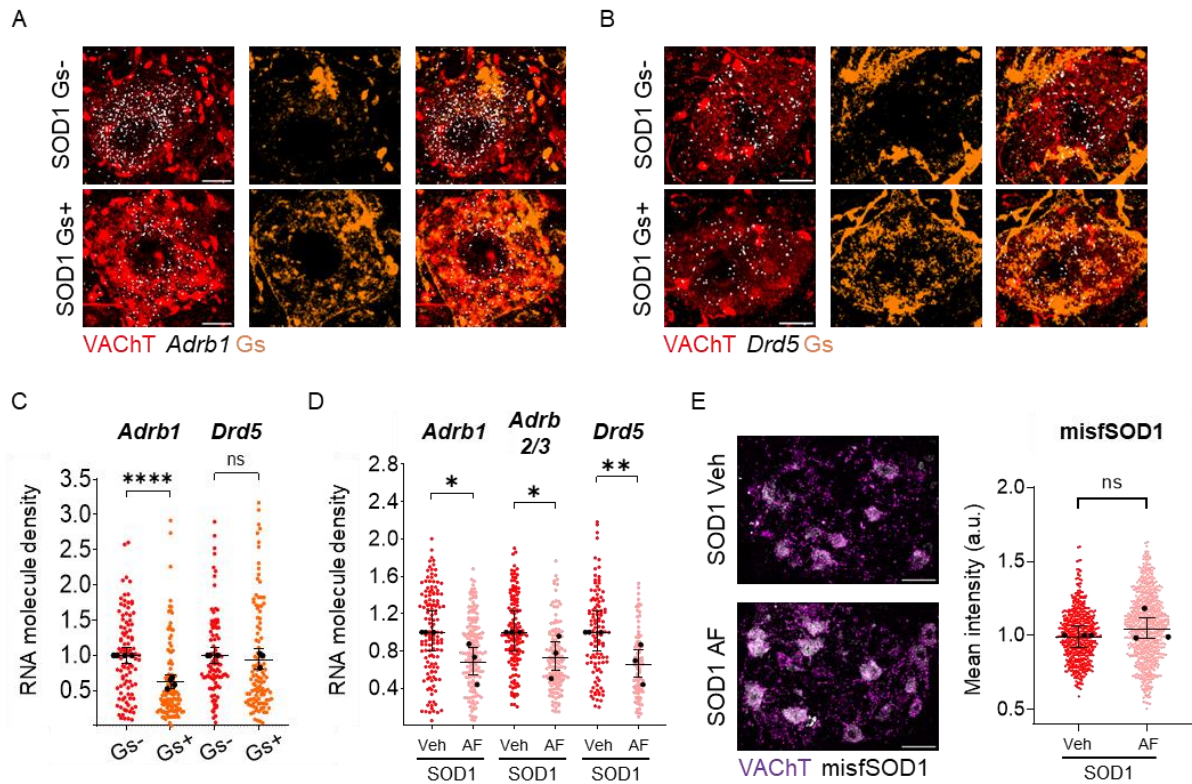 A
B
SOD1 Gs-
SOD1 Gs+
VAChT Adrb1 Gs
SOD1 Gs-
SOD1 Gs+
VAChT Drd5 Gs
C
Adrb1 Drd5
**** ns
RNA molecule density
3.5
3.0
2.5
2.0
1.5
1.0
0.5
Gs- Gs+ Gs- Gs+
D
Adrb1 Adrb 2/3 Drd5
* * **
RNA molecule density
2.8
2.4
2.0
1.6
1.2
0.8
0.4
Veh AF Veh AF Veh AF
SOD1 SOD1 SOD1
E
SOD1 Veh
SOD1 AF
VAChT misfSOD1
misfSOD1
ns
Mean intensity (a.u.)
2.0
1.5
1.0
0.5
Veh AF
SOD1